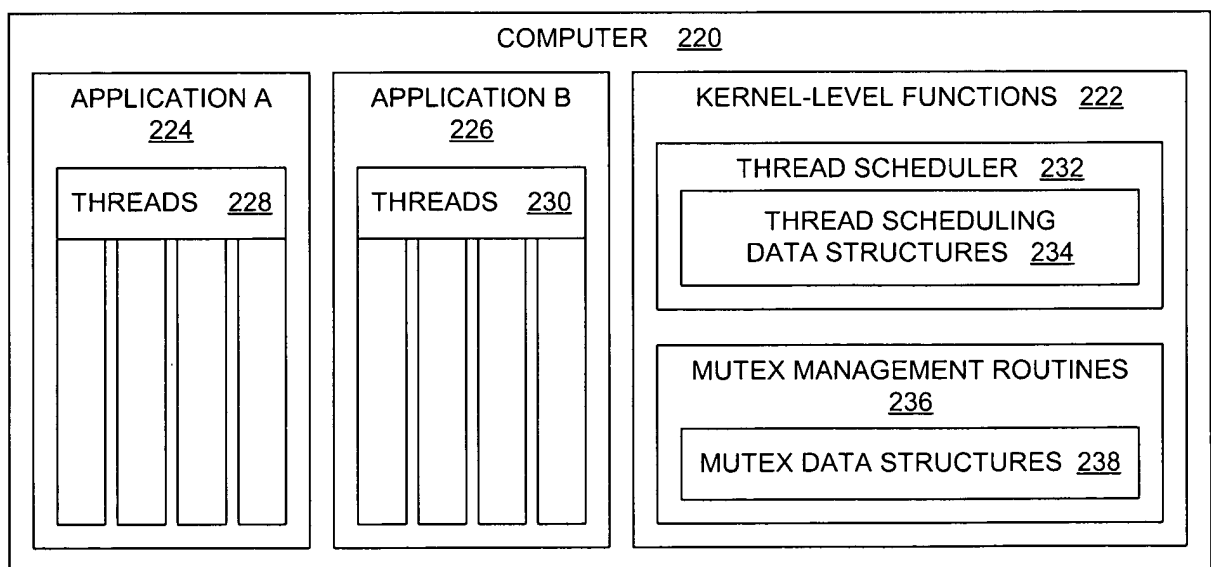 COMPUTER 220
APPLICATION A
224
THREADS 228
APPLICATION B
226
THREADS 230
KERNEL-LEVEL FUNCTIONS 222
THREAD SCHEDULER 232
THREAD SCHEDULING
DATA STRUCTURES 234
MUTEX MANAGEMENT ROUTINES
236
MUTEX DATA STRUCTURES 238